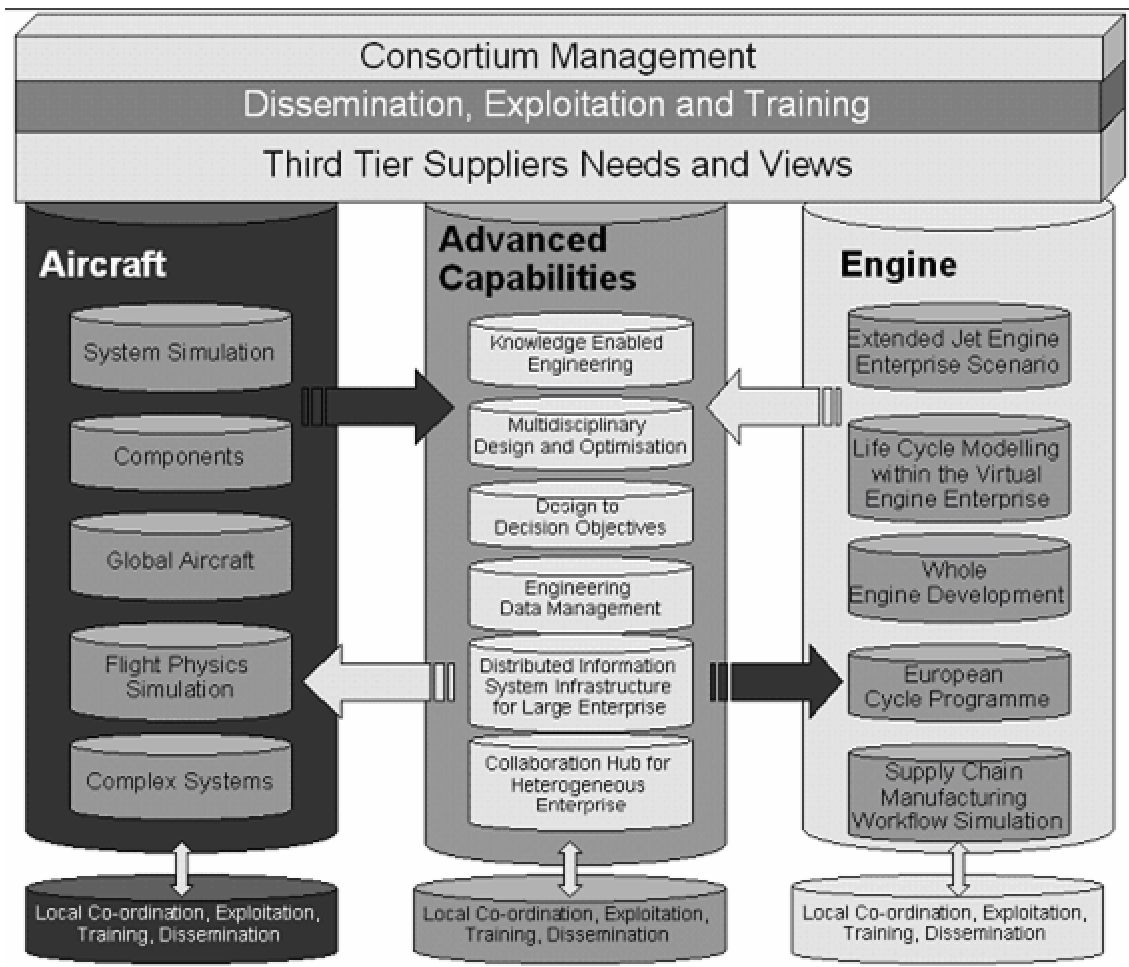 Consortium Management
Dissemination, Exploitation and Training
Third Tier Suppliers Needs and Views
Aircraft
System Simulation
Components
Global Aircraft
Flight Physics
Simulation
Complex Systems
Local Co-ordination, Exploitation,
Training, Dissemination
Advanced
Capabilities
Knowledge Enabled
Engineering
Multidisciplinary
Design and Optimisation
Design to
Decision Objectives
Engineering
Data Management
Distributed Information
System Infrastructure
for Large Enterprise
Collaboration Hub for
Heterogeneous
Enterprise
Local Co-ordination, Exploitation,
Training, Dissemination
Engine
Extended Jet Engine
Enterprise Scenario
Life Cycle Modelling
within the Virtual
Engine Enterprise
Whole
Engine Development
European
Cycle Programme
Supply Chain
Manufacturing
Workflow Simulation
Local Co-ordination, Exploitation,
Training, Dissemination